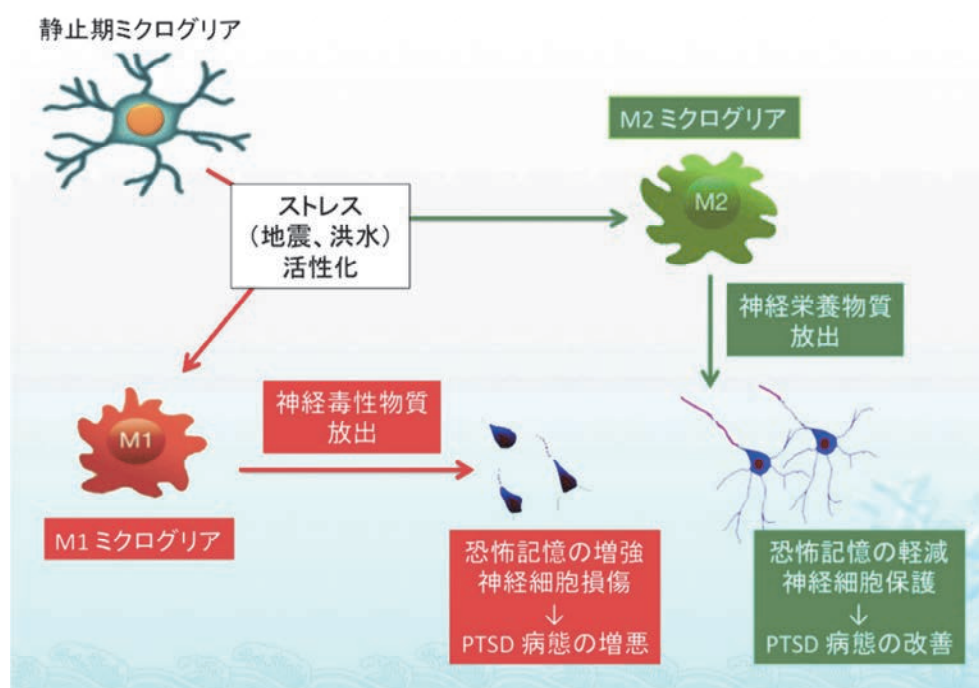 静止期ミクログリア
ストレス
（地震、洪水）
活性化
M2 ミクログリア
M2
神経栄養物質
放出
M1
神経毒性物質
放出
M1 ミクログリア
恐怖記憶の増強
神経細胞損傷
↓
PTSD 病態の増悪
恐怖記憶の軽減
神経細胞保護
↓
PTSD 病態の改善